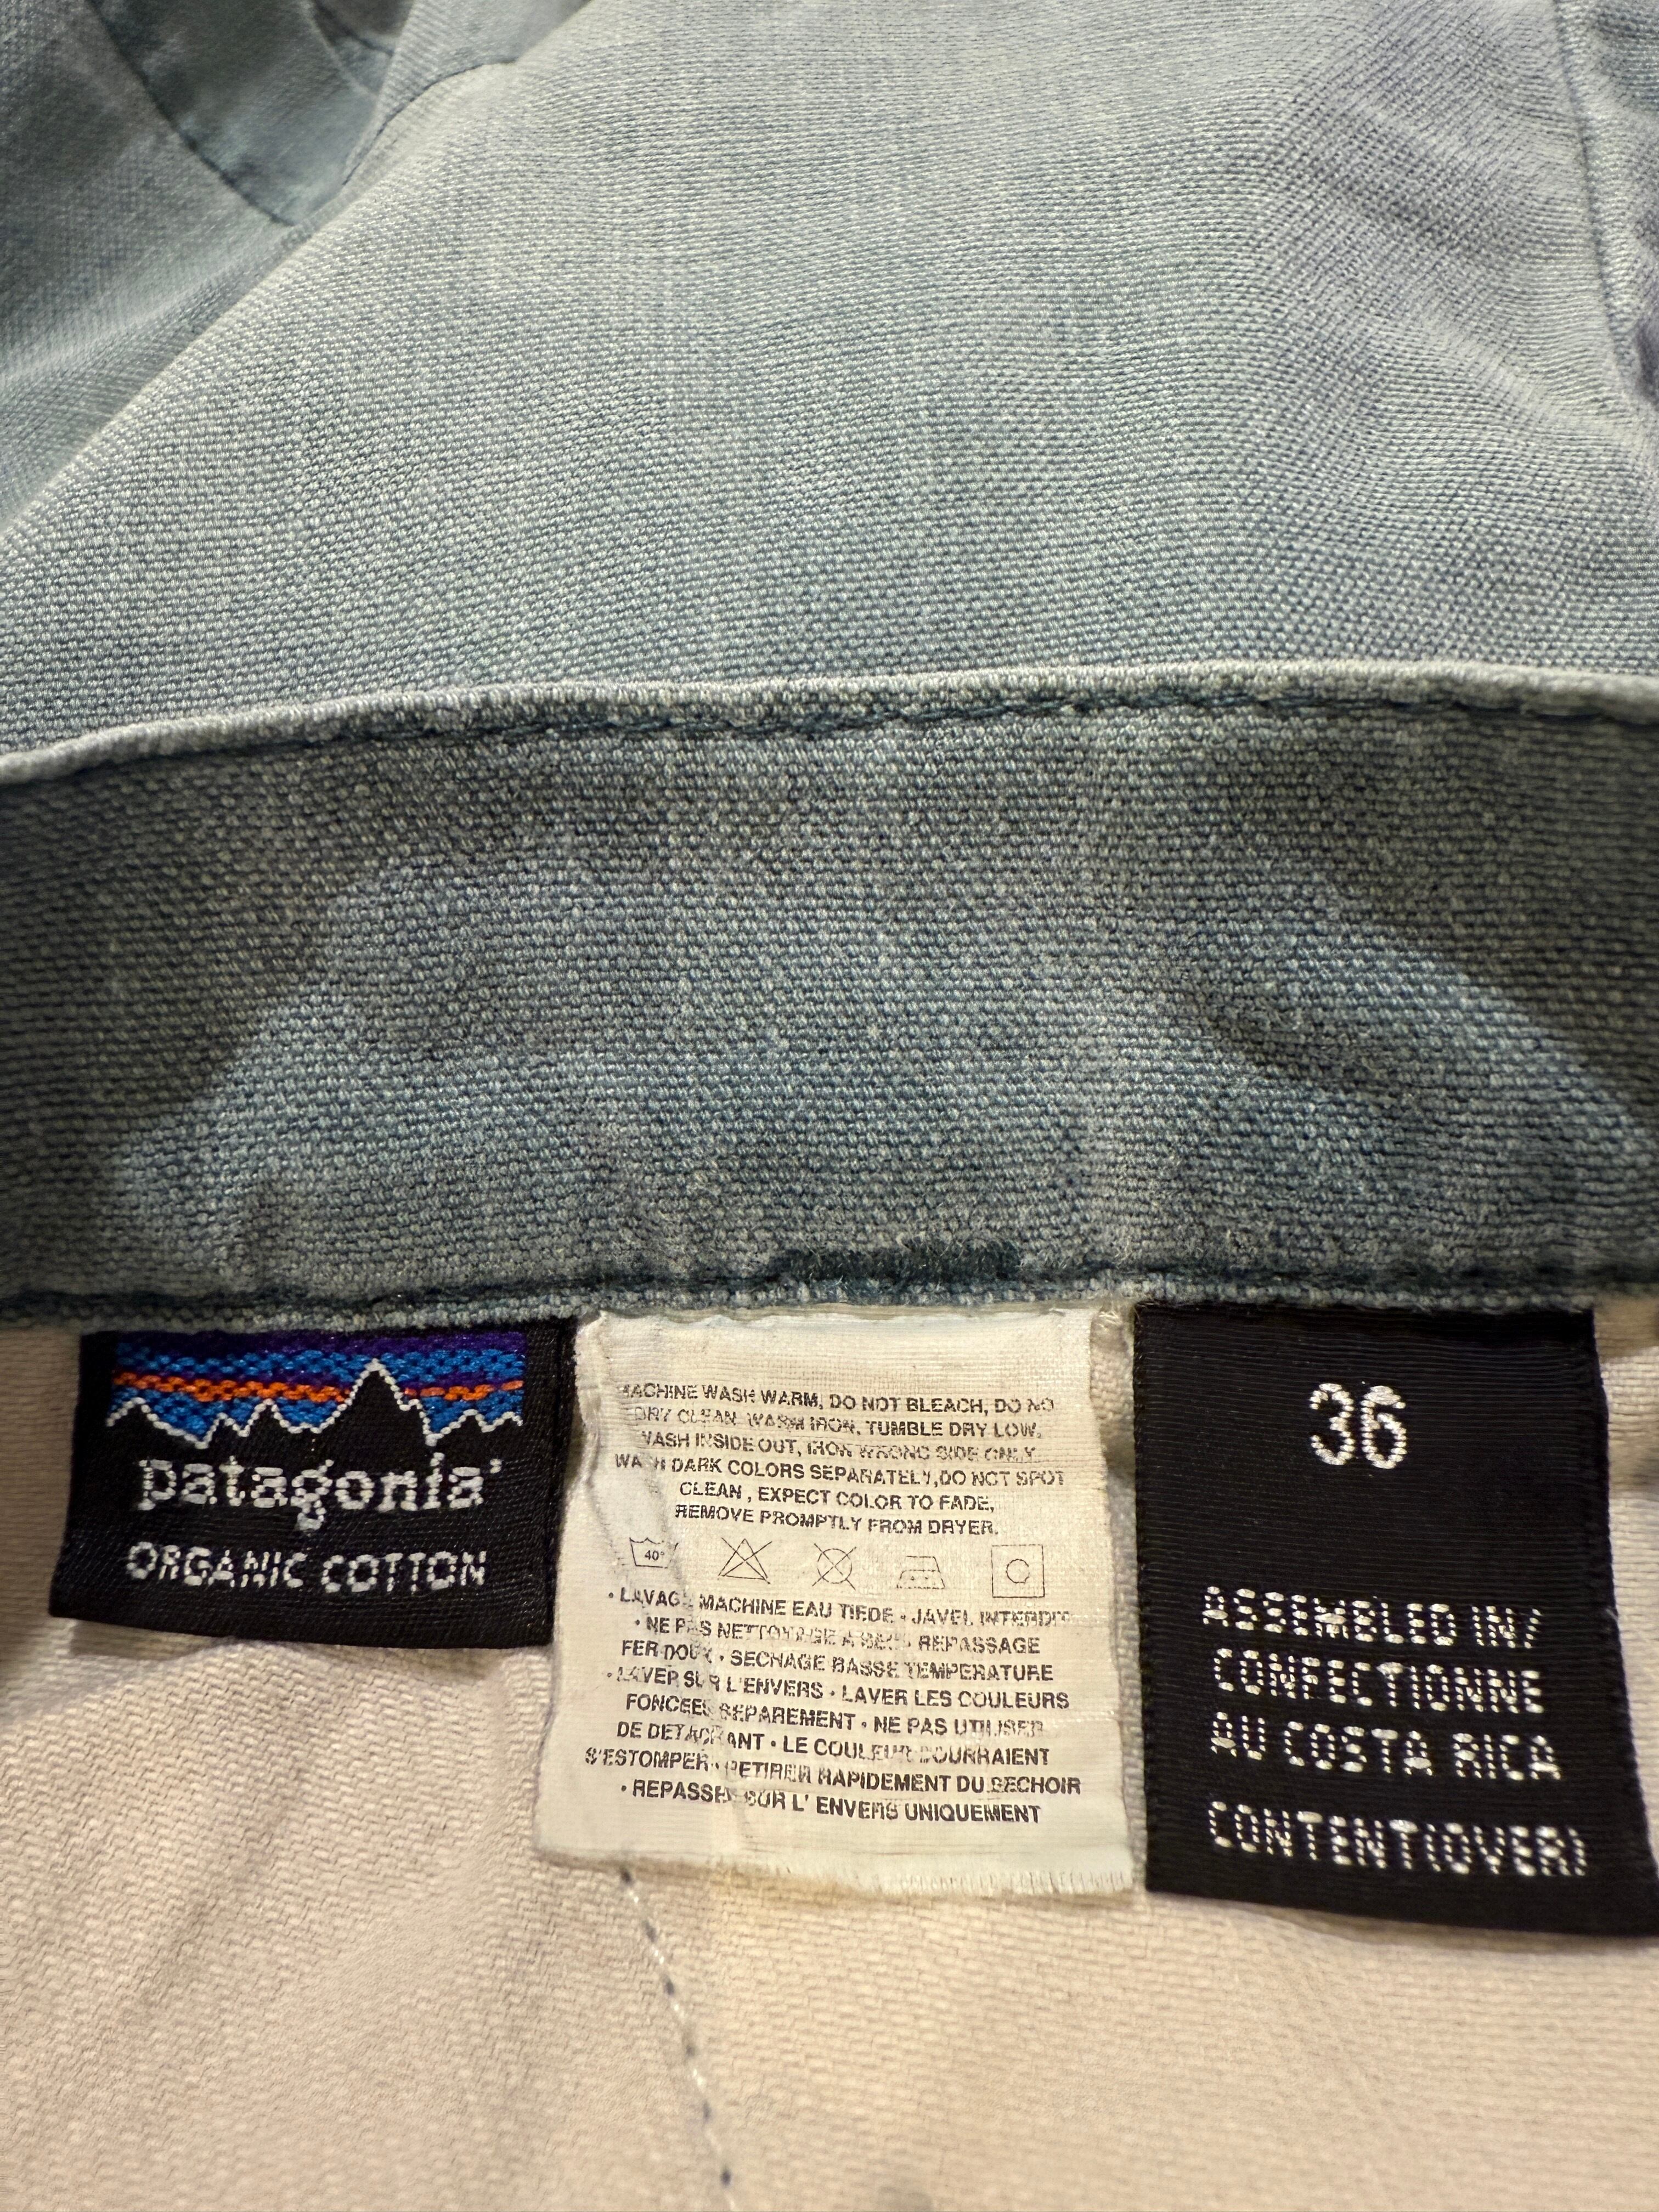 patagonia®
ORGANIC COTTON
MACHINE WASH WARM, DO NOT BLEACH, DO NO
DRY CLEAN. WARM IRON, TUMBLE DRY LOW.
WASH INSIDE OUT, IRON WRONG SIDE ONLY.
WASH DARK COLORS SEPARATELY, DO NOT SPOT
CLEAN , EXPECT COLOR TO FADE,
REMOVE PROMPTLY FROM DRYER.
40° C
• LAVAGE MACHINE EAU TIEDE • JAVEL INTERDIT
• NE PAS NETTOYAGE A SEC • REPASSAGE
FER DOUX • SECHAGE BASSE TEMPERATURE
• LAVER SUR L'ENVERS • LAVER LES COULEURS
FONCEES SEPAREMENT • NE PAS UTILISER
DE DETACHANT • LE COULEUR POURRAIENT
S'ESTOMPER • RETIRER RAPIDEMENT DU SECHOIR
• REPASSER SUR L' ENVERS UNIQUEMENT
36
ASSEMBLED IN/
CONFECTIONNE
AU COSTA RICA
CONTENT(OVER)